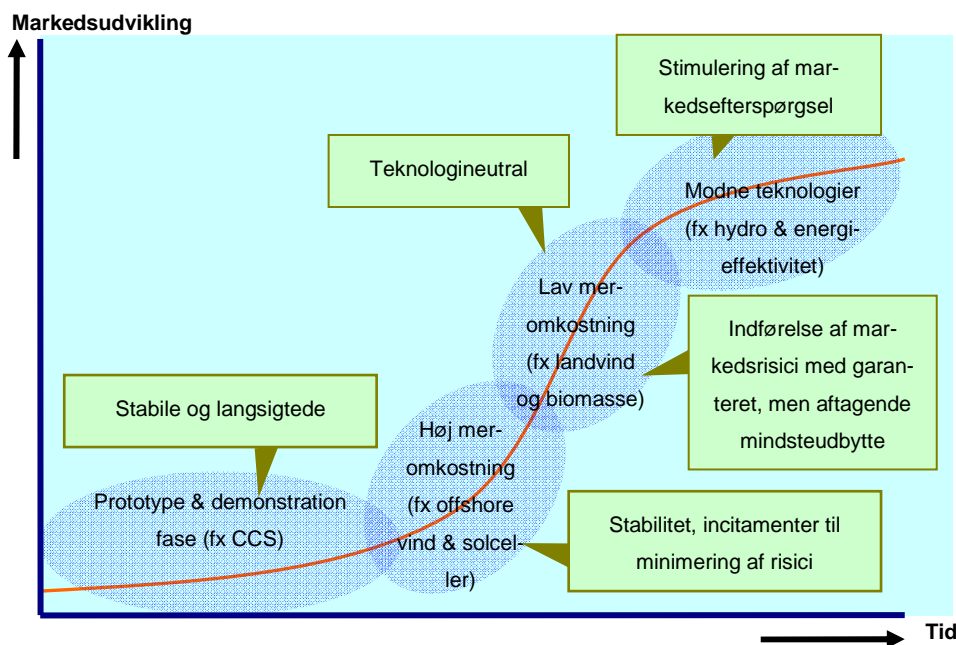 Markedsudvikling
Stimulering af mar-
kedsefterspørgsel
Teknologineutral
Modne teknologier
(fx hydro & energi-
effektivitet)
Lav mer-
omkostning
(fx landvind
og biomasse)
Indførelse af mar-
kedsrisici med garan-
teret, men aftagende
mindsteudbytte
Stabile og langsigtede
Høj mer-
omkostning
(fx offshore
vind & solcel-
ler)
Prototype & demonstration
fase (fx CCS)
Stabilitet, incitamenter til
minimering af risici
Tid